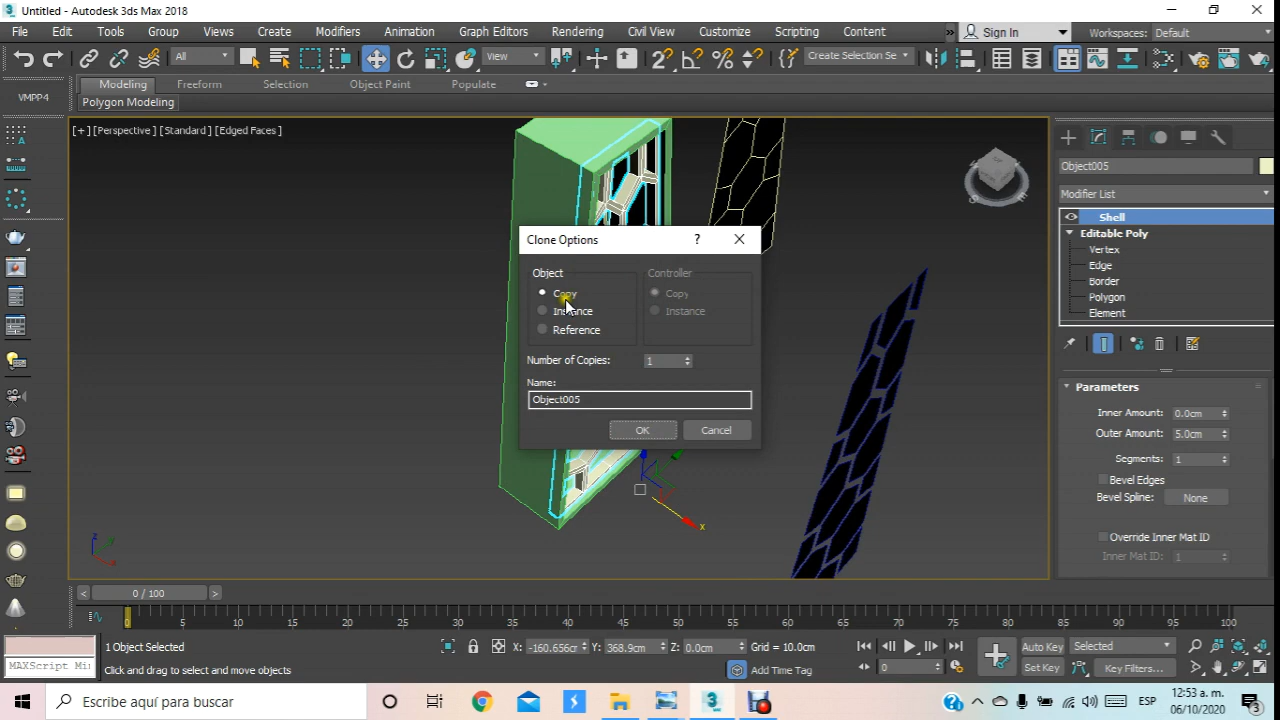 Untitled - Autodesk 3ds Max 2018
File Edit Tools Group Views Create Modifiers Animation Graph Editors Rendering Civil View Customize Scripting Content » Sign In Workspaces: Default
All View Create Selection Se
Modeling Freeform Selection Object Paint Populate
VMPP4
Polygon Modeling
[+] [Perspective ] [Standard ] [Edged Faces ]
Object005
Modifier List
Shell
Editable Poly
Vertex
Edge
Border
Polygon
Element
Clone Options ?
Object
Copy
Instance
Reference
Controller
Copy
Instance
Number of Copies: 1
Name:
Object005
OK Cancel
Parameters
Inner Amount: 0.0cm
Outer Amount: 5.0cm
Segments: 1
Bevel Edges
Bevel Spline: None
Override Inner Mat ID
Inner Mat ID: 1
x
z
< 0 / 100 >
0 5 10 15 20 25 30 35 40 45 50 55 60 65 70 75 80 85 90 95 100
1 Object Selected
X: -160.656cm Y: 368.9cm Z: 0.0cm Grid = 10.0cm
Auto Key Selected
MAXScript Mi
Click and drag to select and move objects
Add Time Tag
0
Set Key Key Filters...
Escribe aquí para buscar
ESP
12:53 a. m.
06/10/2020
3